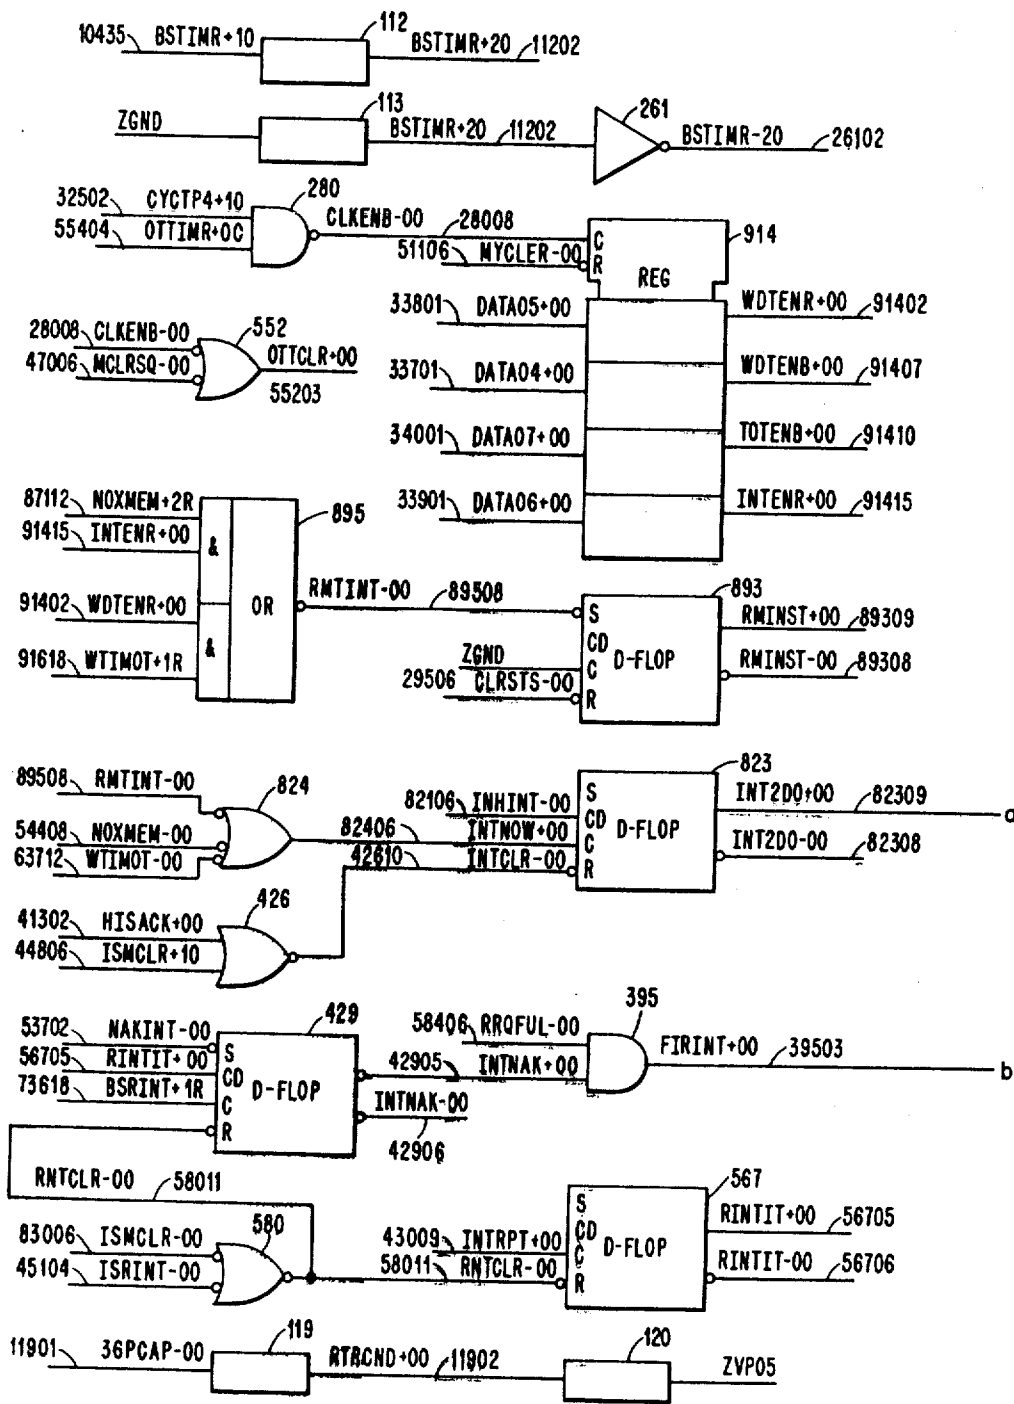 112
10435 BSTIMR+10 BSTIMR+20 11202
113
ZGND BSTIMR+20 11202 261 BSTIMR-20 26102
280
32502 CYCTP4+10 CLKENB-00 28008 C 914
55404 OTTIMR+0C 51106 MYCLER-00 R REG
33801 DATA05+00 WDTENR+00 91402
28008 CLKENB-00 552
47006 MCLRSQ-00 OTTCLR+00 55203
33701 DATA04+00 WDTENB+00 91407
34001 DATA07+00 TOTENB+00 91410
33901 DATA06+00 INTENR+00 91415
87112 NOXMEM+2R 895
91415 INTENR+00 &
91402 WDTENR+00 OR RMTINT-00 89508 S 893 RMINST+00 89309
91618 WTIMOT+1R &
CD D-FLOP
ZGND C RMINST-00 89308
29506 CLRSTS-00 R
89508 RMTINT-00 824 S 823
82106 INHINT-00 CD D-FLOP INT2D0+00 82309 a
54408 NOXMEM-00 82406 INTNOW+00 C
63712 WTIMOT-00 42610 INTCLR-00 R INT2D0-00 82308
41302 HISACK+00 426
44806 ISMCLR+10
53702 NAKINT-00 S 429
56705 RINTIT+00 CD D-FLOP
73618 BSRINT+1R C
R
58406 RRQFUL-00 395
42905 INTNAK+00 FIRINT+00 39503 b
INTNAK-00
42906
RNTCLR-00 58011
83006 ISMCLR-00 580
45104 ISRINT-00
S 567
CD D-FLOP RINTIT+00 56705
43009 INTRPT+00 C
58011 RNTCLR-00 R RINTIT-00 56706
11901 36PCAP-00 119 RTRCND+00 11902 120 ZVP05